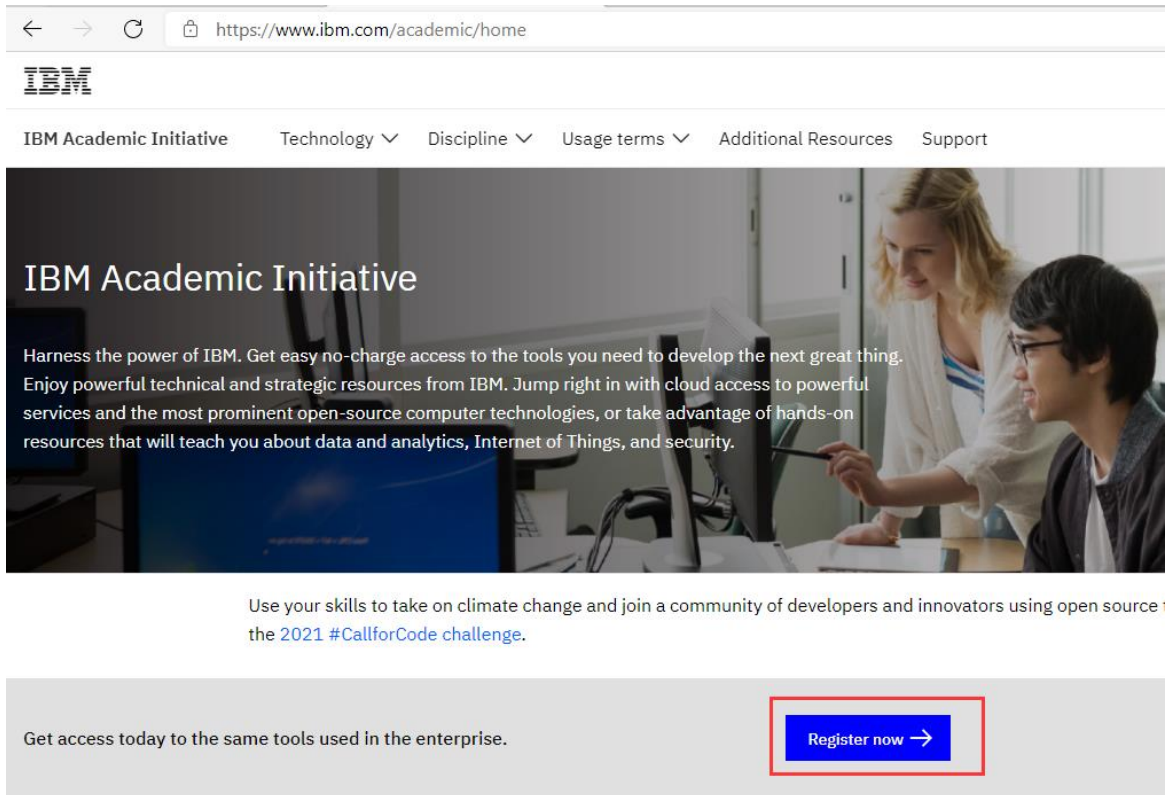 https://www.ibm.com/academic/home
IBM
IBM Academic Initiative Technology Discipline Usage terms Additional Resources Support
IBM Academic Initiative
Harness the power of IBM. Get easy no-charge access to the tools you need to develop the next great thing.
Enjoy powerful technical and strategic resources from IBM. Jump right in with cloud access to powerful
services and the most prominent open-source computer technologies, or take advantage of hands-on
resources that will teach you about data and analytics, Internet of Things, and security.
Use your skills to take on climate change and join a community of developers and innovators using open source
the 2021 #CallforCode challenge.
Get access today to the same tools used in the enterprise. Register now →